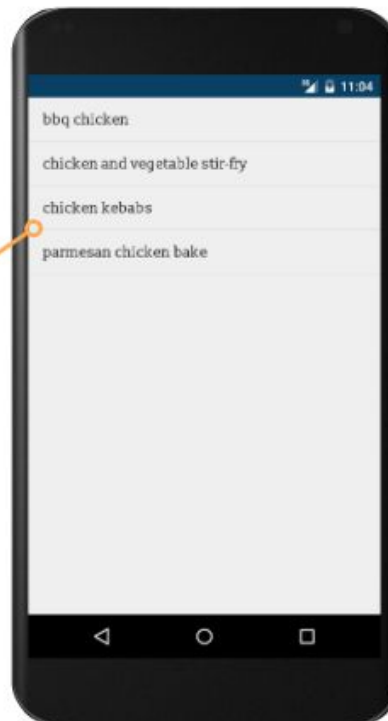 11:04
bbq chicken
chicken and vegetable stir-fry
chicken kebabs
parmesan chicken bake